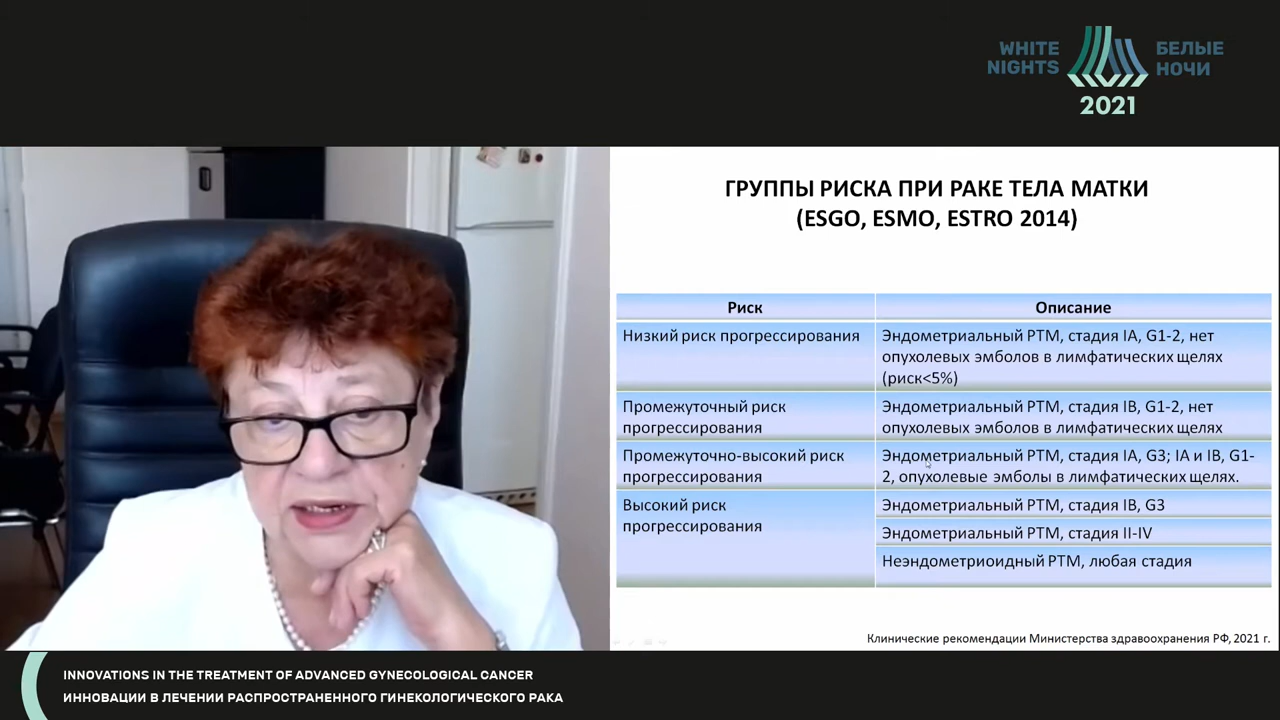 WHITE
NIGHTS
БЕЛЫЕ
НОЧИ
2021
ГРУППЫ РИСКА ПРИ РАКЕ ТЕЛА МАТКИ
(ESGO, ESMO, ESTRO 2014)
Риск
Описание
Низкий риск прогрессирования
Эндометриальный РТМ, стадия IA, G1-2, нет
опухолевых эмболов в лимфатических щелях
(риск<5%)
Промежуточный риск
прогрессирования
Эндометриальный РТМ, стадия IB, G1-2, нет
опухолевых эмболов в лимфатических щелях
Промежуточно-высокий риск
прогрессирования
Эндометриальный РТМ, стадия IA, G3; IA и IB, G1-
2, опухолевые эмболы в лимфатических щелях.
Высокий риск
прогрессирования
Эндометриальный РТМ, стадия IB, G3
Эндометриальный РТМ, стадия II-IV
Неэндометриоидный РТМ, любая стадия
Клинические рекомендации Министерства здравоохранения РФ, 2021 г.
INNOVATIONS IN THE TREATMENT OF ADVANCED GYNECOLOGICAL CANCER
ИННОВАЦИИ В ЛЕЧЕНИИ РАСПРОСТРАНЕННОГО ГИНЕКОЛОГИЧЕСКОГО РАКА